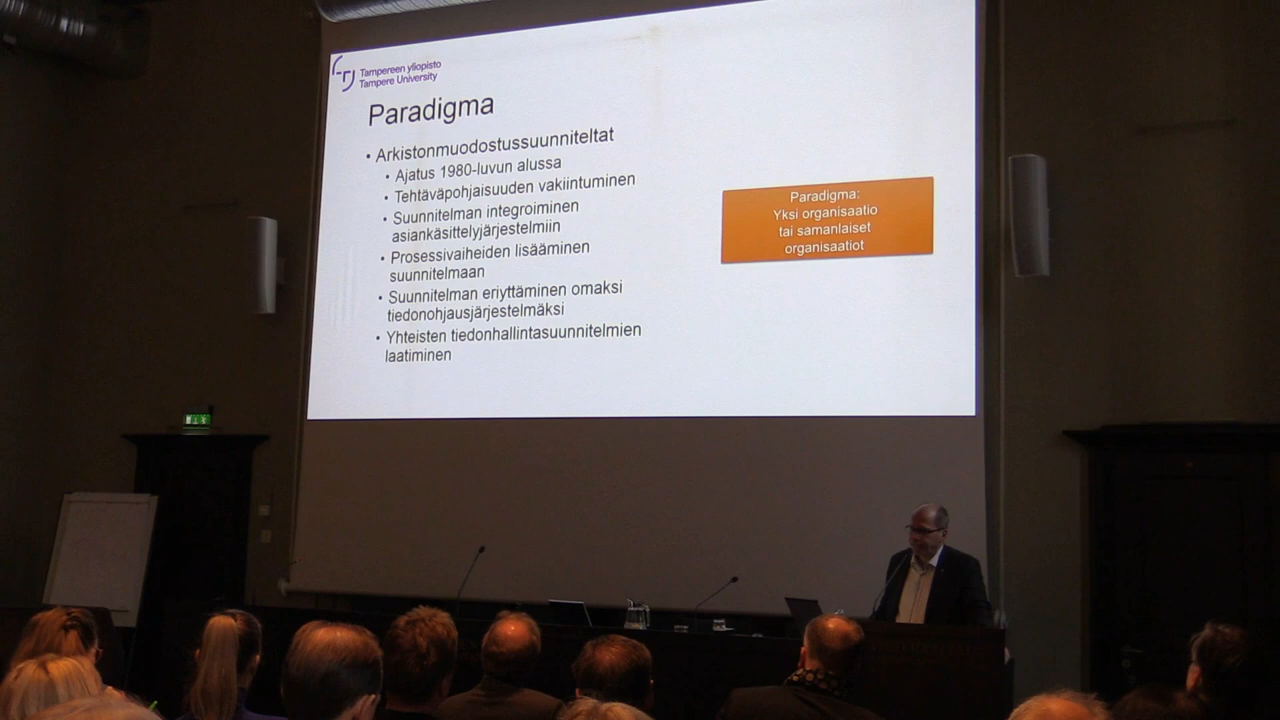 Tampereen yliopisto
Tampere University
Paradigma
• Arkistonmuodostussuunniteltat
• Ajatus 1980-luvun alussa
• Tehtäväpohjaisuuden vakiintuminen
• Suunnitelman integroiminen
asiankäsittelyjärjestelmiin
• Prosessivaiheiden lisääminen
suunnitelmaan
• Suunnitelman eriyttäminen omaksi
tiedonohjausjärjestelmäksi
• Yhteisten tiedonhallintasuunnitelmien
laatiminen
Paradigma:
Yksi organisaatio
tai samanlaiset
organisaatiot